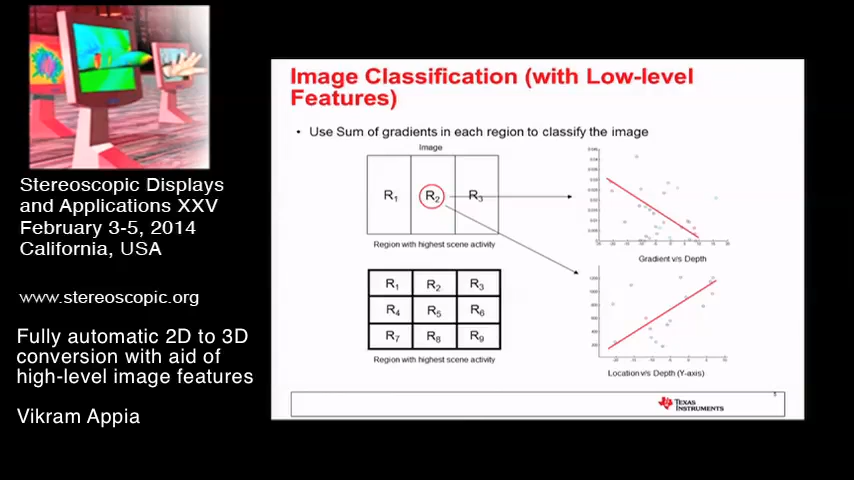 Stereoscopic Displays
and Applications XXV
February 3-5, 2014
California, USA
www.stereoscopic.org
Fully automatic 2D to 3D
conversion with aid of
high-level image features
Vikram Appia
Image Classification (with Low-level
Features)
• Use Sum of gradients in each region to classify the image
Image
R1 R2 R3
Region with highest scene activity
R1 R2 R3
R4 R5 R6
R7 R8 R9
Region with highest scene activity
Gradient v/s Depth
Location v/s Depth (Y-axis)
TEXAS
INSTRUMENTS